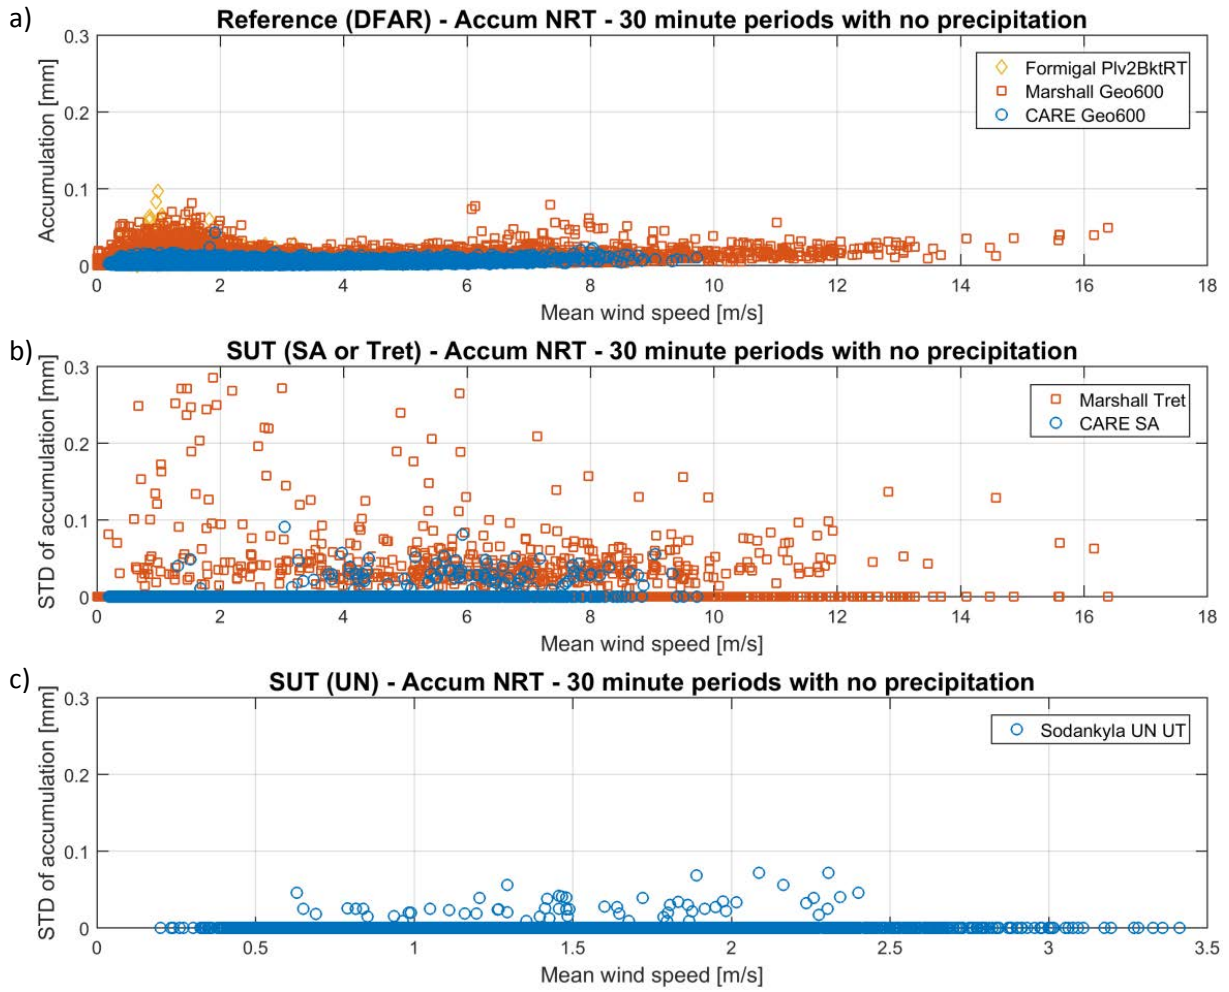 a)
Reference (DFAR) - Accum NRT - 30 minute periods with no precipitation
Accumulation [mm]
0.3
0.2
0.1
0
Formigal Plv2BktRT
Marshall Geo600
CARE Geo600
0 2 4 6 8 10 12 14 16 18
Mean wind speed [m/s]
b)
SUT (SA or Tret) - Accum NRT - 30 minute periods with no precipitation
STD of accumulation [mm]
0.3
0.2
0.1
0
Marshall Tret
CARE SA
0 2 4 6 8 10 12 14 16 18
Mean wind speed [m/s]
c)
SUT (UN) - Accum NRT - 30 minute periods with no precipitation
STD of accumulation [mm]
0.3
0.2
0.1
0
Sodankyla UN UT
0 0.5 1 1.5 2 2.5 3 3.5
Mean wind speed [m/s]